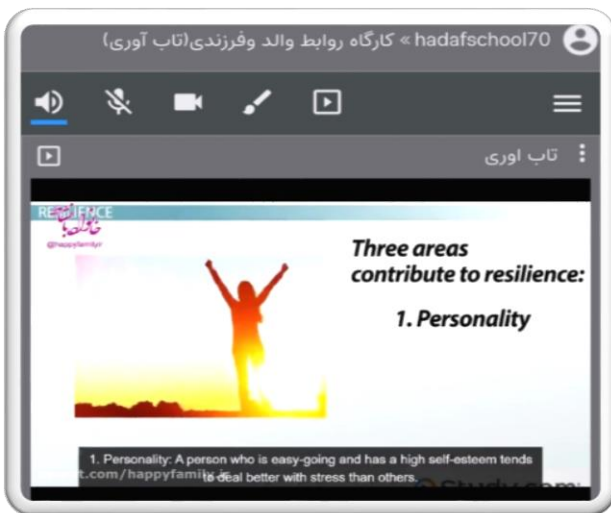 hadafschool70 » کارگاه روابط والد وفرزندی(تاب آوری)
تاب اوری
RESILIENCE
@happyfamilyir
Three areas
contribute to resilience:
1. Personality
1. Personality: A person who is easy-going and has a high self-esteem tends
to deal better with stress than others.
t.com/happyfamily.ir
Study.com